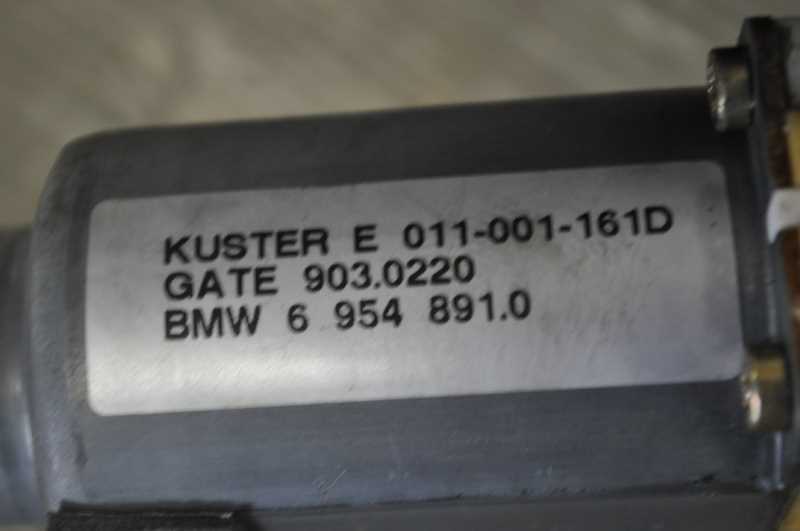 KUSTER E 011-001-161D
GATE 903.0220
BMW 6 954 891.0